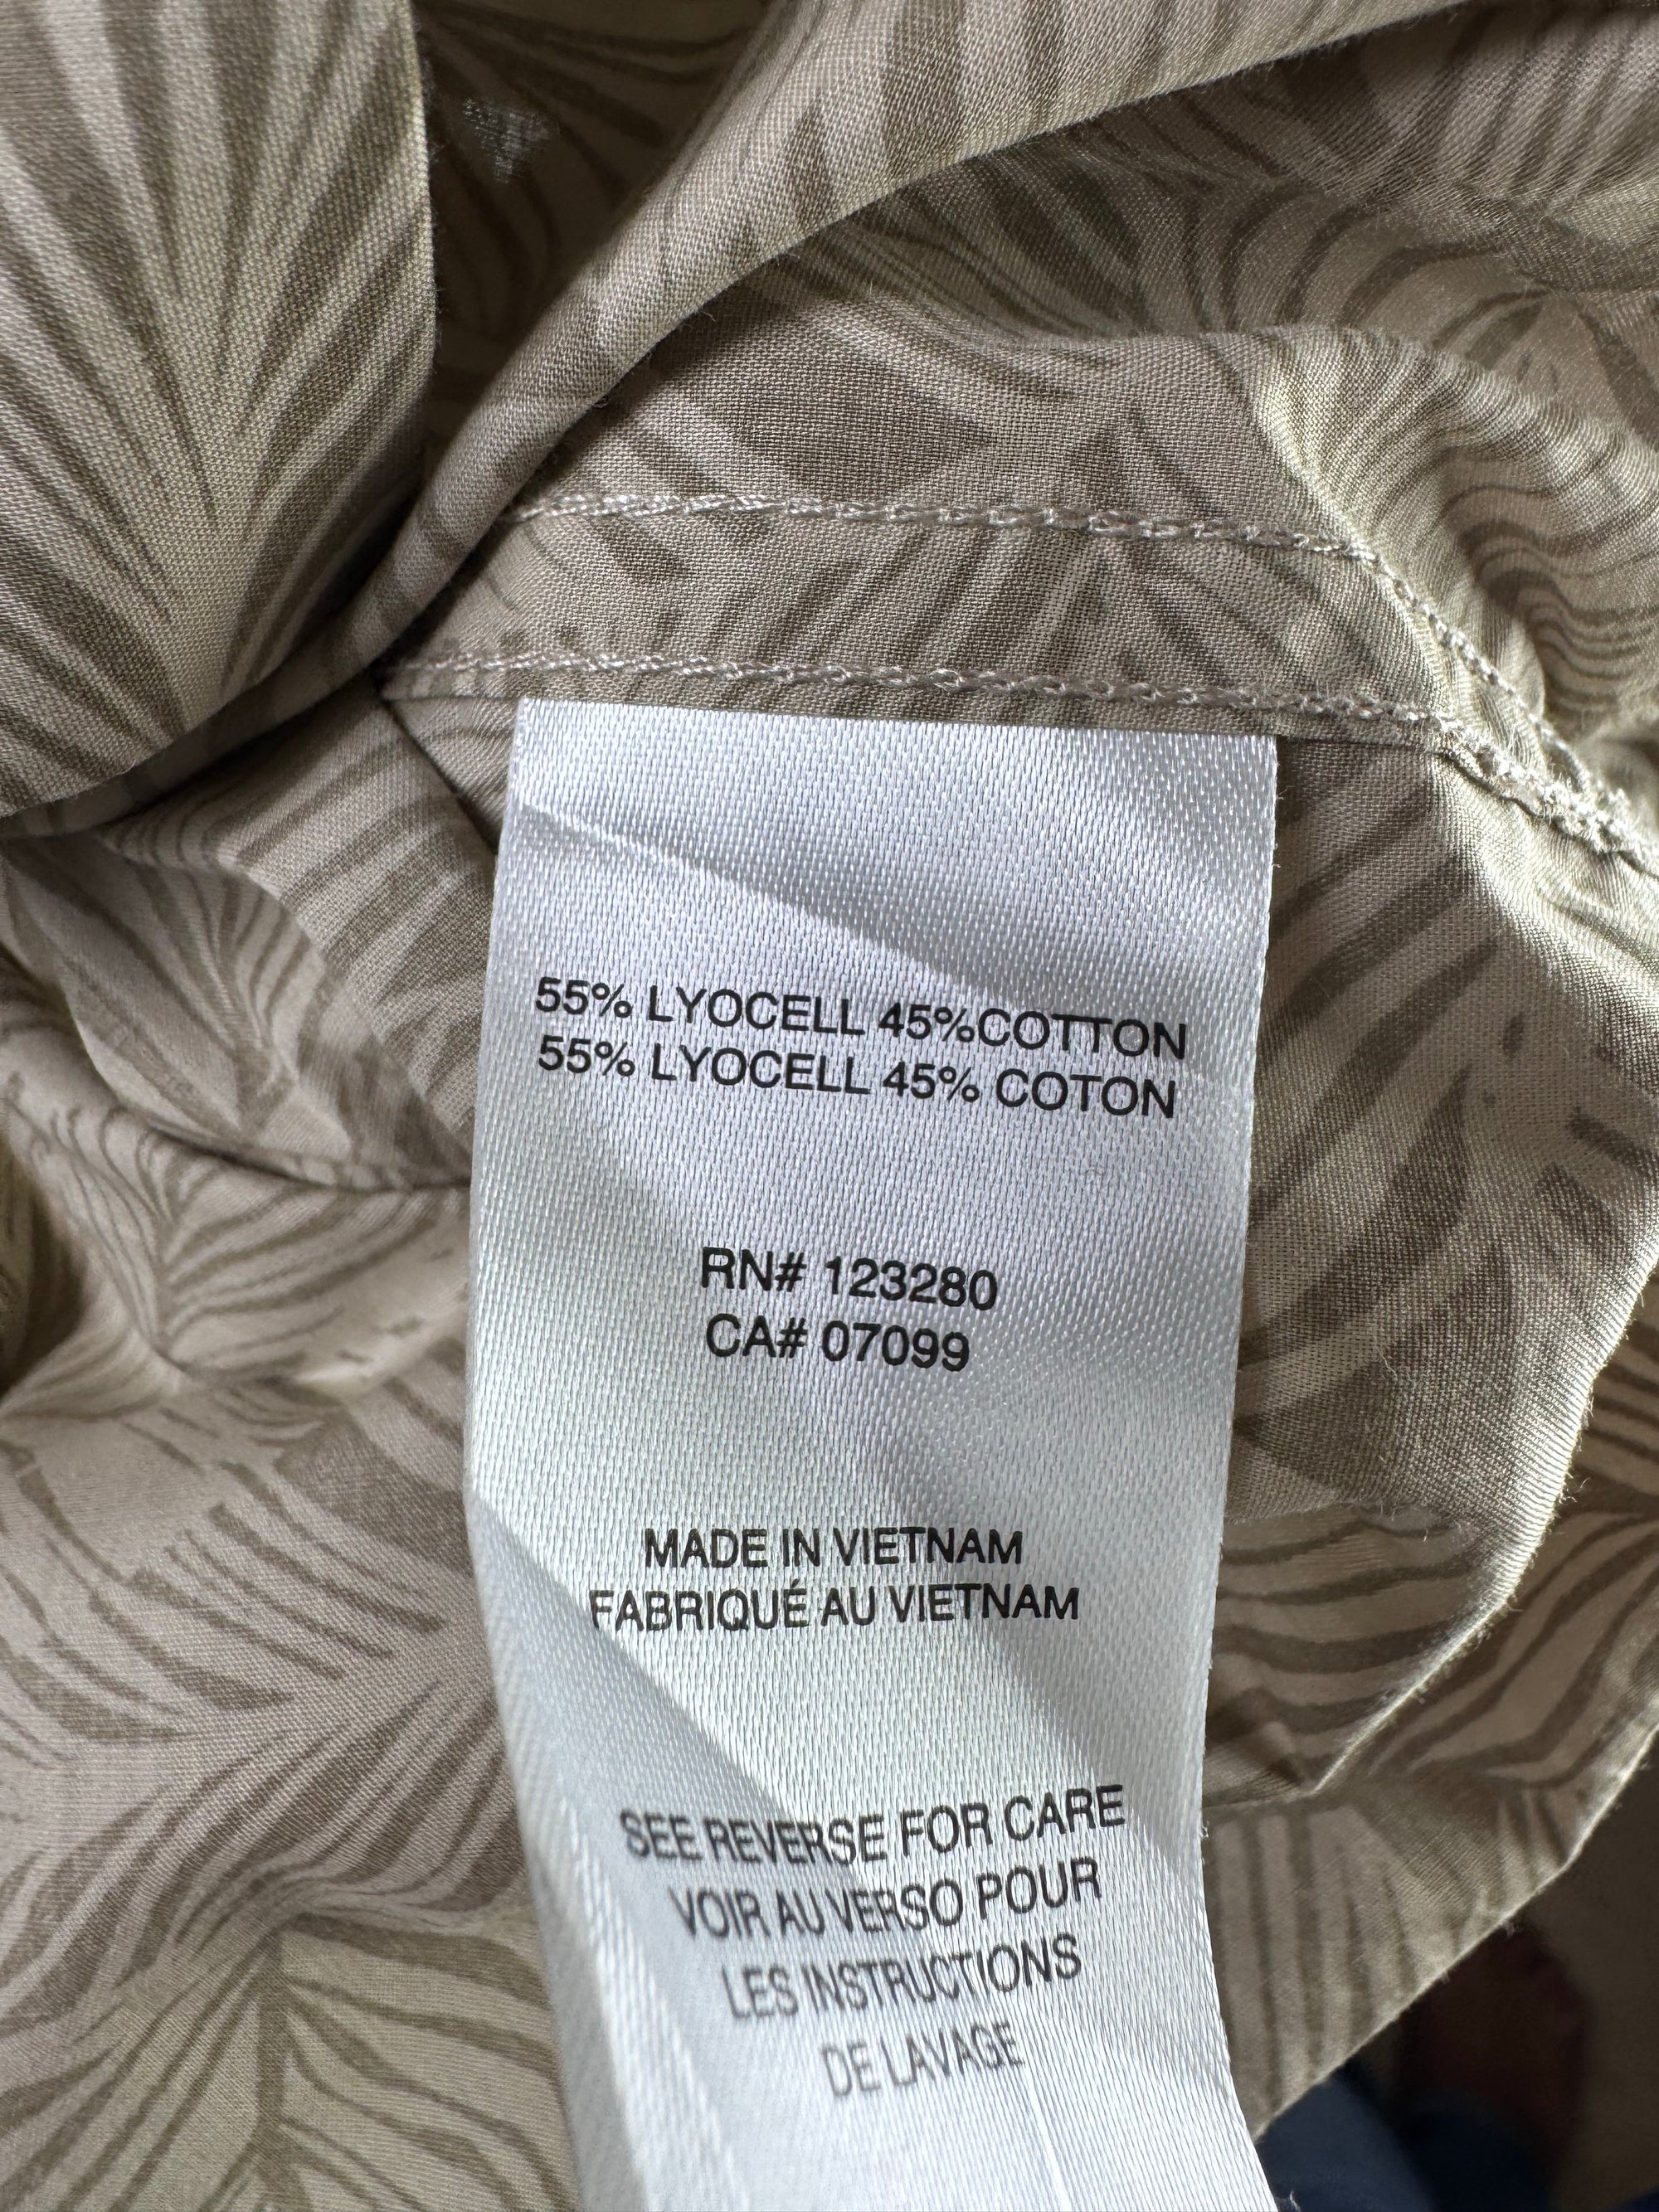 55% LYOCELL 45%COTTON
55% LYOCELL 45% COTON
RN# 123280
CA# 07099
MADE IN VIETNAM
FABRIQUÉ AU VIETNAM
SEE REVERSE FOR CARE
VOIR AU VERSO POUR
LES INSTRUCTIONS
DE LAVAGE